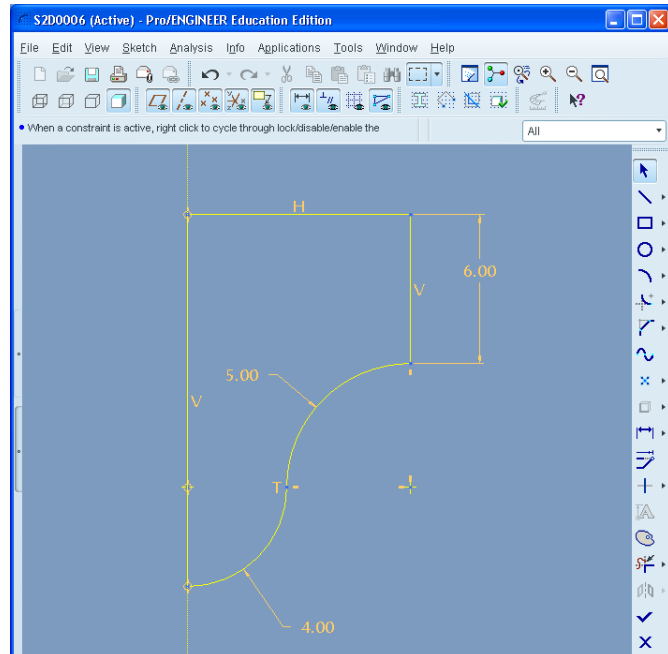 S2D0006 (Active) - Pro/ENGINEER Education Edition
File Edit View Sketch Analysis Info Applications Tools Window Help
• When a constraint is active, right click to cycle through lock/disable/enable the
All
H
6.00
V
5.00
V
T
4.00